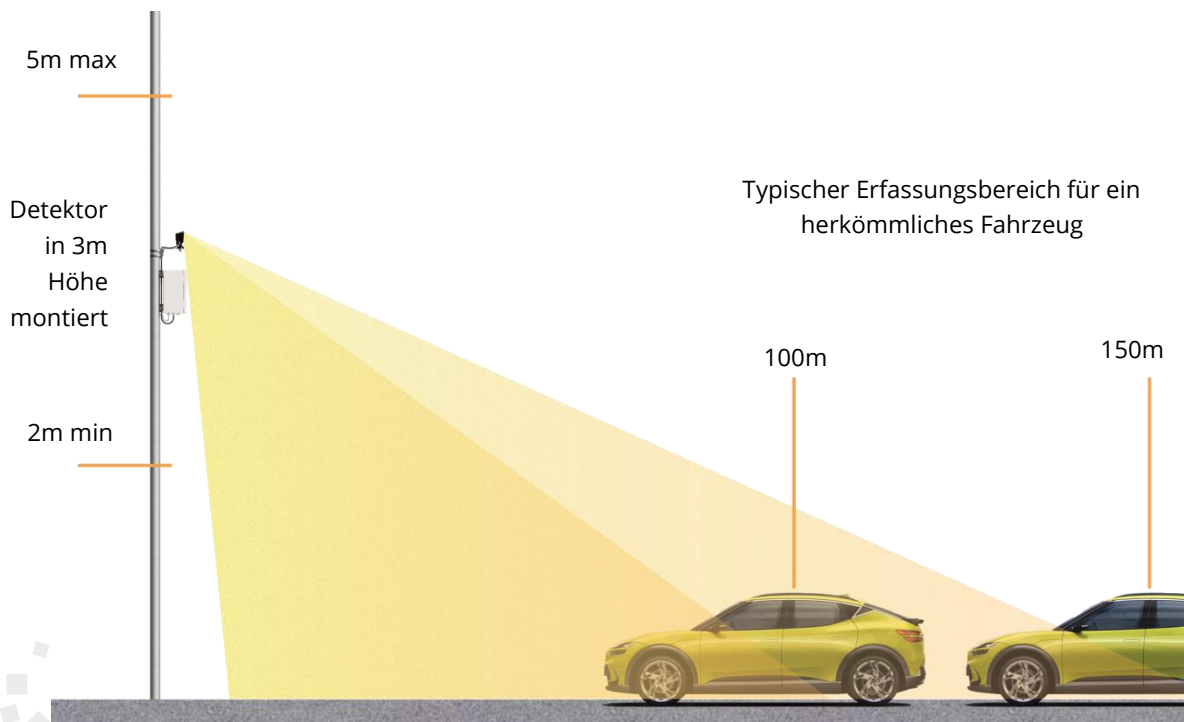 5m max
Detektor
in 3m
Höhe
montiert
2m min
Typischer Erfassungsbereich für ein
herkömmliches Fahrzeug
100m
150m